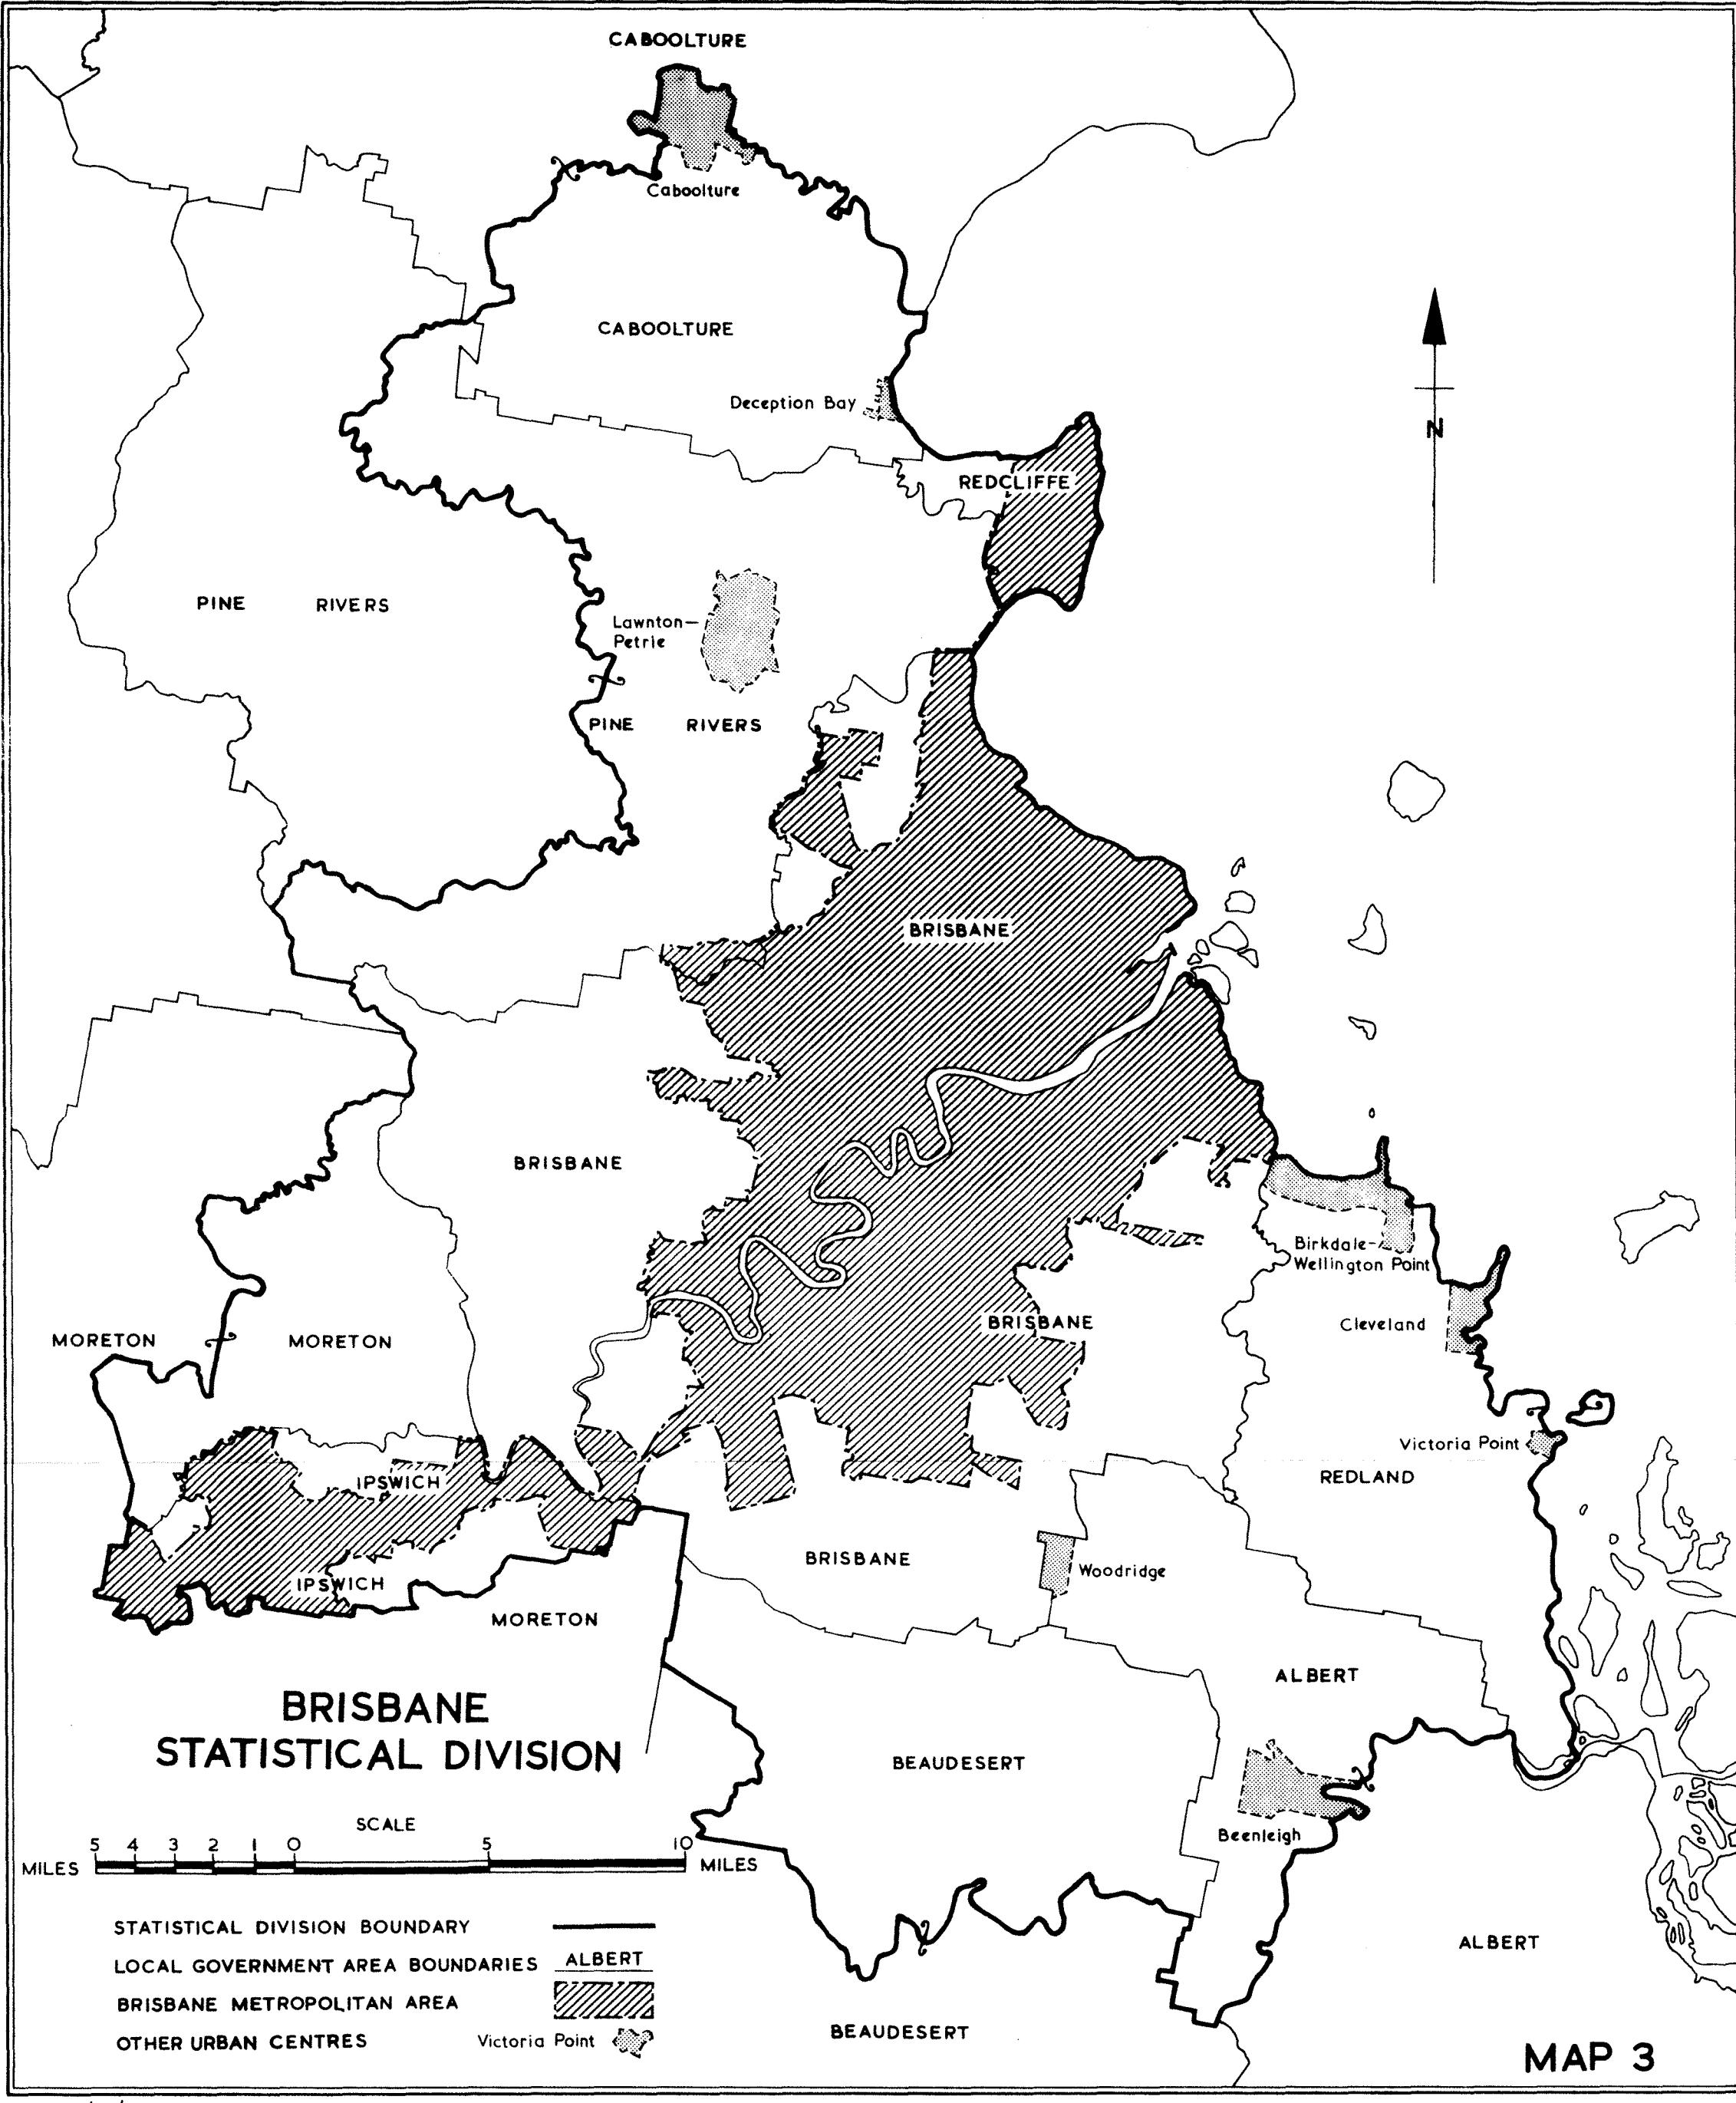 CABOOLTURE
Caboolture
CABOOLTURE
Deception Bay
REDCLIFFE
N
PINE RIVERS
Lawnton-
Petrie
PINE RIVERS
BRISBANE
BRISBANE
Birkdale-
Wellington Point
BRISBANE
Cleveland
MORETON
MORETON
Victoria Point
REDLAND
IPSWICH
BRISBANE
Woodridge
IPSWICH
MORETON
ALBERT
BRISBANE
STATISTICAL DIVISION
BEAUDESERT
SCALE
5 4 3 2 1 0 5 10
MILES MILES
Beenleigh
STATISTICAL DIVISION BOUNDARY
LOCAL GOVERNMENT AREA BOUNDARIES ALBERT
BRISBANE METROPOLITAN AREA
OTHER URBAN CENTRES Victoria Point
ALBERT
BEAUDESERT
MAP 3